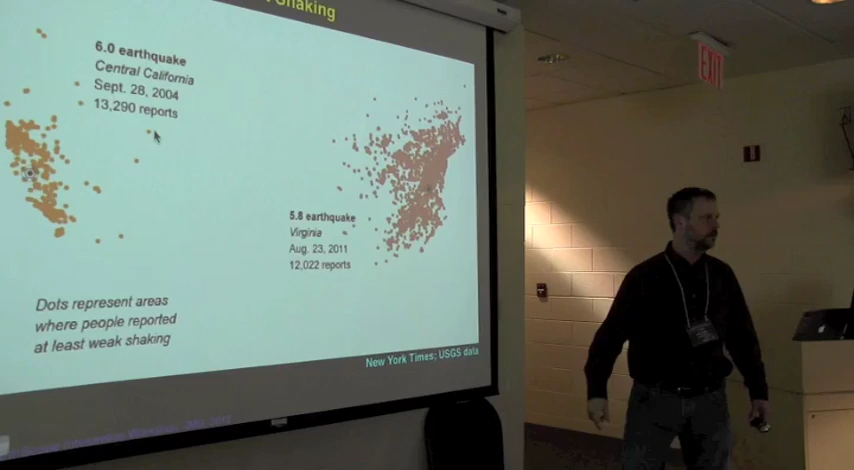 Shaking
6.0 earthquake
Central California
Sept. 28, 2004
13,290 reports
5.8 earthquake
Virginia
Aug. 23, 2011
12,022 reports
Dots represent areas
where people reported
at least weak shaking
New York Times; USGS data
EXIT